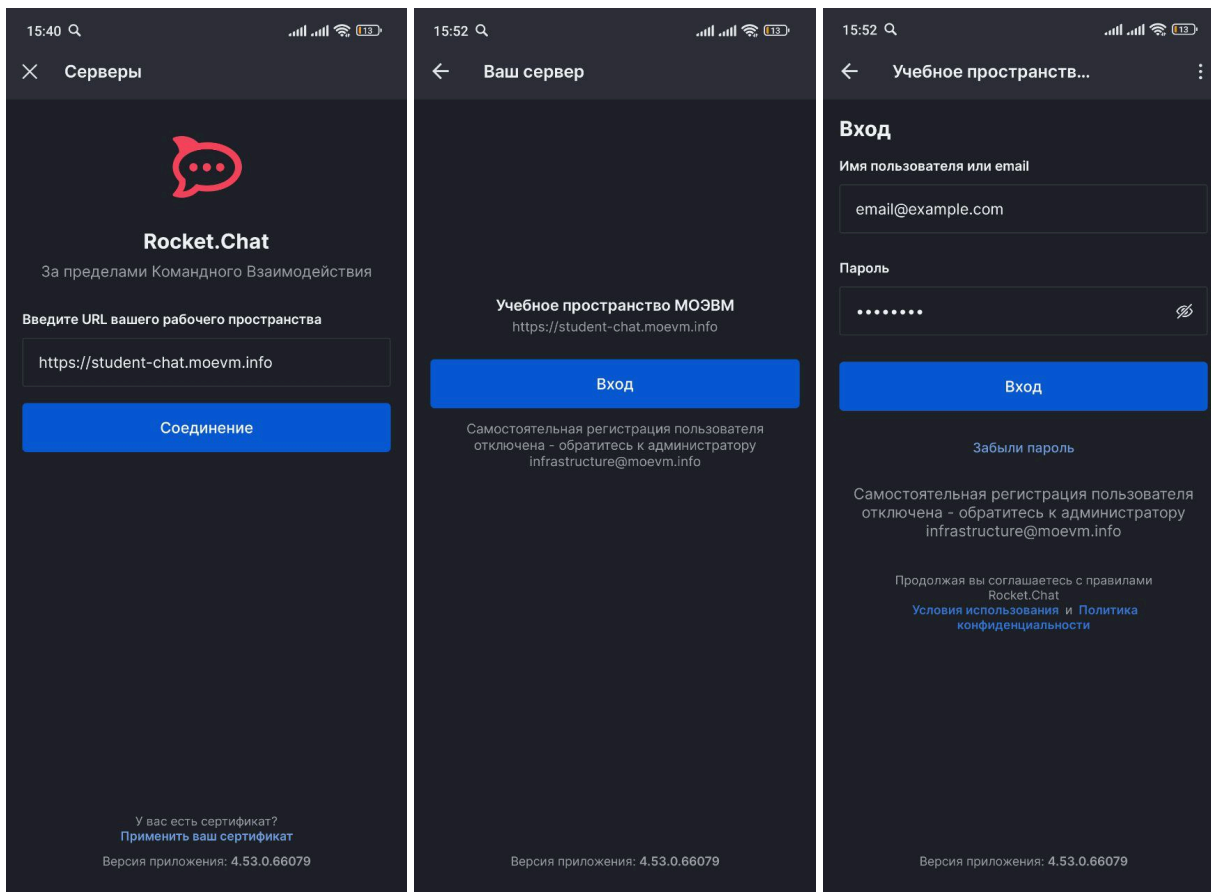 15:40
13
Серверы
Rocket.Chat
За пределами Командного Взаимодействия
Введите URL вашего рабочего пространства
https://student-chat.moevm.info
Соединение
У вас есть сертификат?
Применить ваш сертификат
Версия приложения: 4.53.0.66079
15:52
13
Ваш сервер
Учебное пространство МОЭВМ
https://student-chat.moevm.info
Вход
Самостоятельная регистрация пользователя
отключена - обратитесь к администратору
infrastructure@moevm.info
Версия приложения: 4.53.0.66079
15:52
13
Учебное пространств...
Вход
Имя пользователя или email
email@example.com
Пароль
••••••••
Вход
Забыли пароль
Самостоятельная регистрация пользователя
отключена - обратитесь к администратору
infrastructure@moevm.info
Продолжая вы соглашаетесь с правилами
Rocket.Chat
Условия использования и Политика
конфиденциальности
Версия приложения: 4.53.0.66079